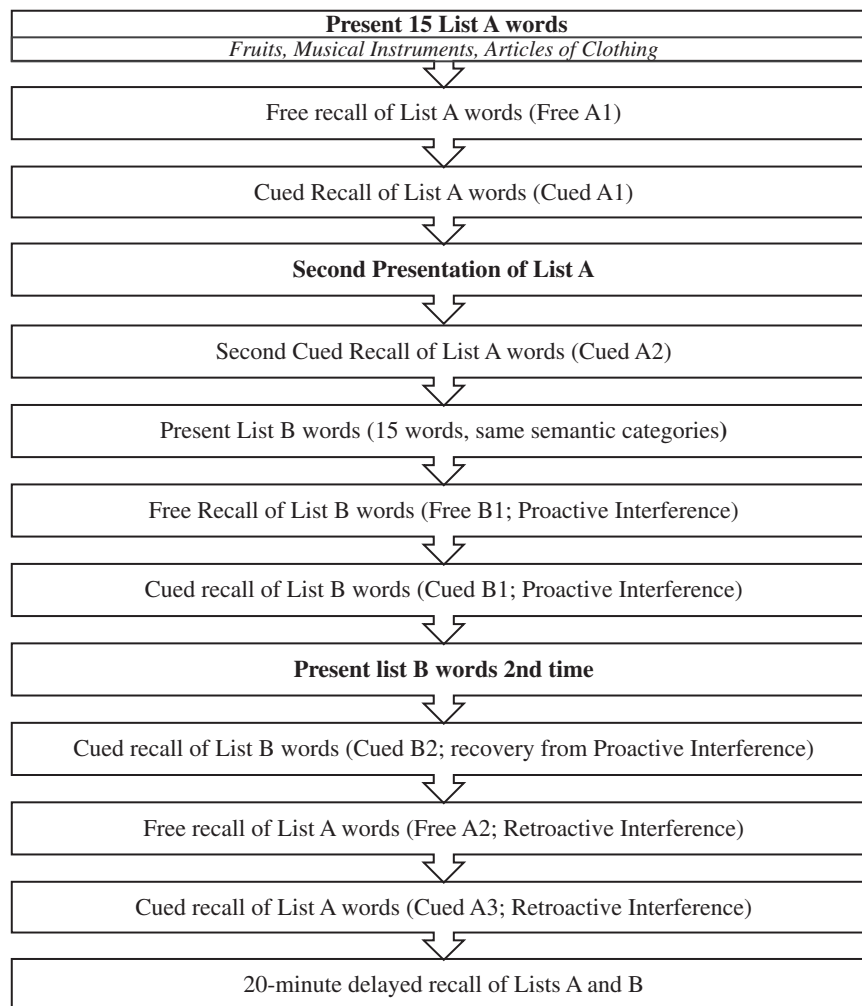 Present 15 List A words
Fruits, Musical Instruments, Articles of Clothing
Free recall of List A words (Free A1)
Cued Recall of List A words (Cued A1)
Second Presentation of List A
Second Cued Recall of List A words (Cued A2)
Present List B words (15 words, same semantic categories)
Free Recall of List B words (Free B1; Proactive Interference)
Cued recall of List B words (Cued B1; Proactive Interference)
Present list B words 2nd time
Cued recall of List B words (Cued B2; recovery from Proactive Interference)
Free recall of List A words (Free A2; Retroactive Interference)
Cued recall of List A words (Cued A3; Retroactive Interference)
20-minute delayed recall of Lists A and B